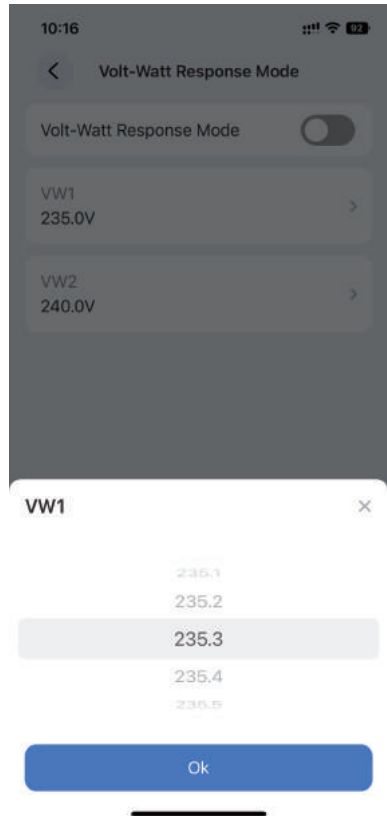 10:16 92
Volt-Watt Response Mode
Volt-Watt Response Mode
VW1
235.0V
VW2
240.0V
VW1
235.1
235.2
235.3
235.4
235.5
Ok